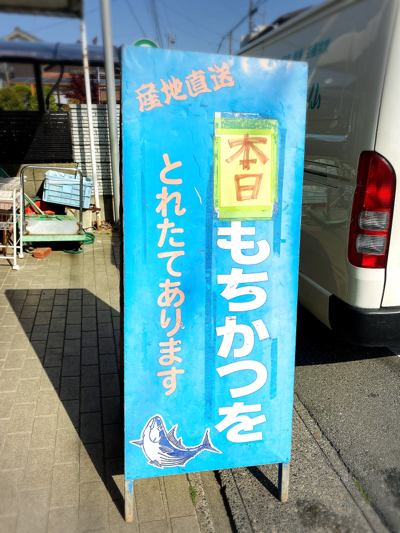 産地直送
本日
もちかつを
とれたてあります